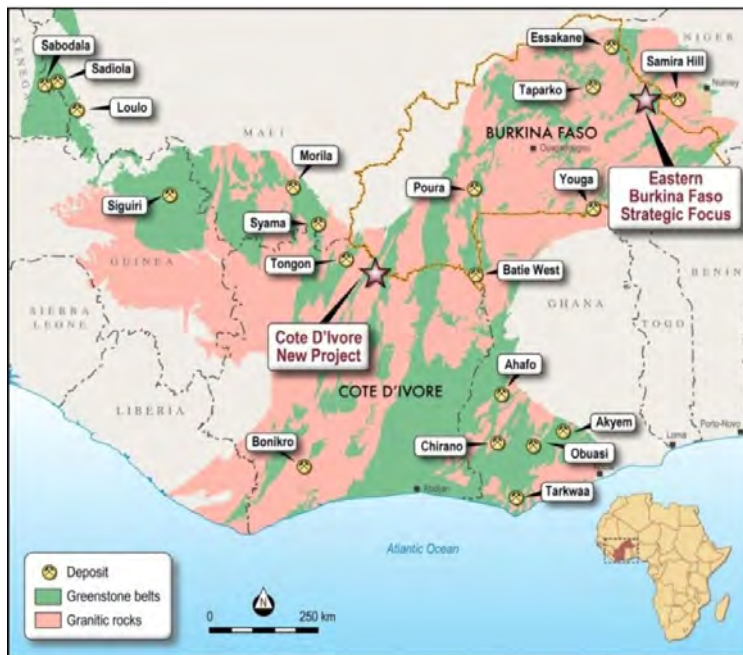 SENEGAL
Sabodala
Sadiola
Loulo
MALI
Essakane
NIGER
Samira Hill
Niamey
Taparko
BURKINA FASO
Ouagadougou
Morila
Poura
Youga
Eastern
Burkina Faso
Strategic Focus
Siguiri
Syama
GUINEA
Tongon
Batie West
BENIN
SIERRA
LEONE
Cote D'Ivore
New Project
GHANA
TOGO
COTE D'IVORE
Ahafo
LIBERIA
Akyem
Porto-Novo
Bonikro
Chirano
Obuasi
Lome
Abidjan
Tarkwaa
Atlantic Ocean
Deposit
Greenstone belts
Granitic rocks
N
0 250 km